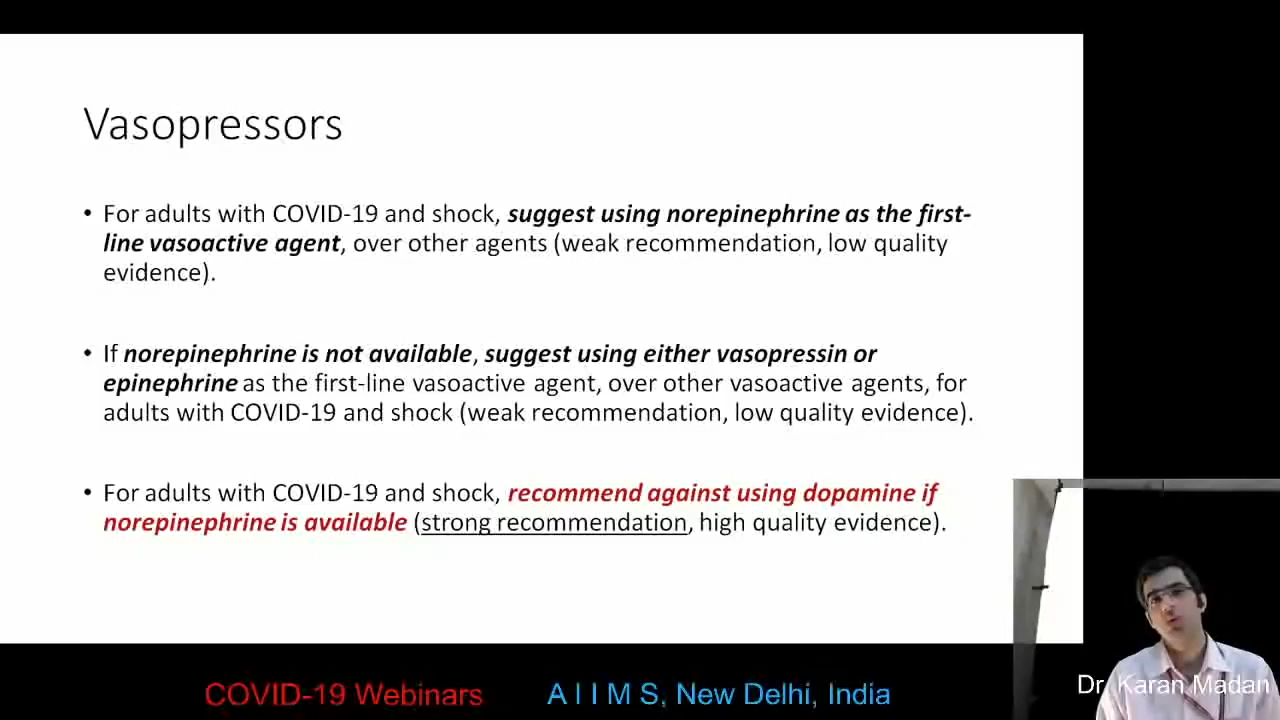 Vasopressors
• For adults with COVID-19 and shock, suggest using norepinephrine as the first-
line vasoactive agent, over other agents (weak recommendation, low quality
evidence).
• If norepinephrine is not available, suggest using either vasopressin or
epinephrine as the first-line vasoactive agent, over other vasoactive agents, for
adults with COVID-19 and shock (weak recommendation, low quality evidence).
• For adults with COVID-19 and shock, recommend against using dopamine if
norepinephrine is available (strong recommendation, high quality evidence).
Dr. Karan Madan
COVID-19 Webinars A I I M S, New Delhi, India